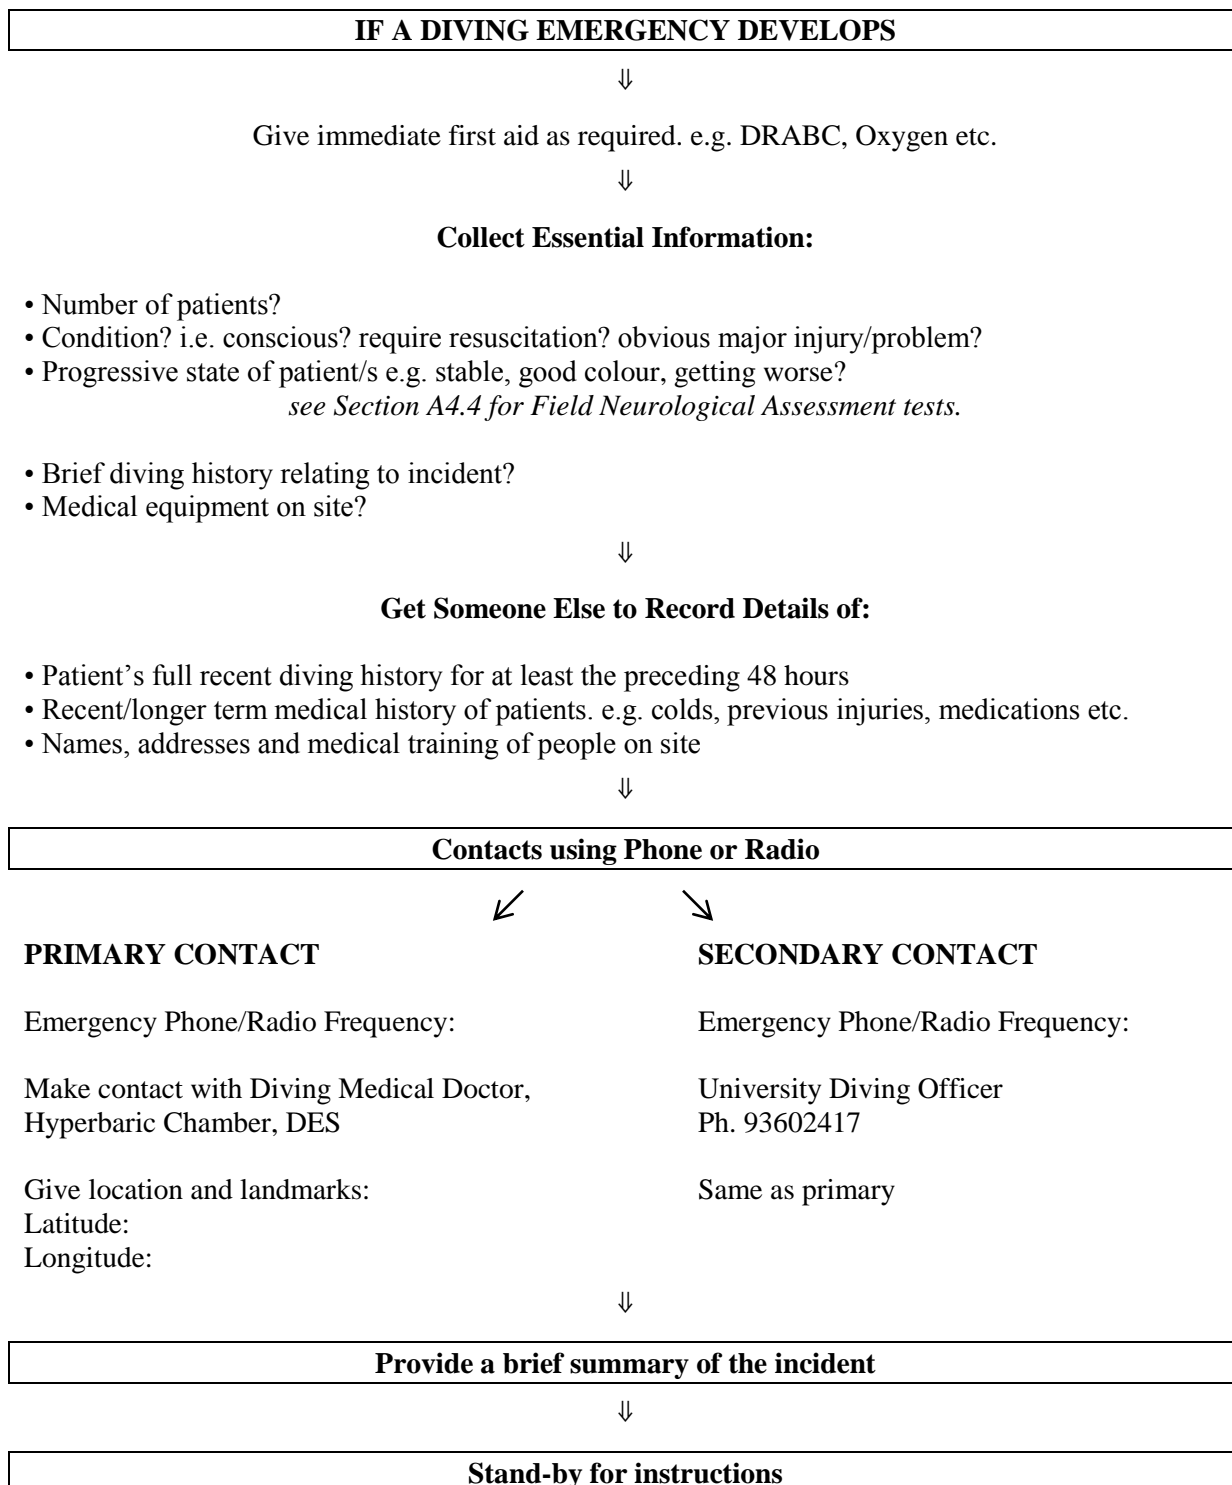 IF A DIVING EMERGENCY DEVELOPS
⇓
Give immediate first aid as required. e.g. DRABC, Oxygen etc.
⇓
Collect Essential Information:
• Number of patients?
• Condition? i.e. conscious? require resuscitation? obvious major injury/problem?
• Progressive state of patient/s e.g. stable, good colour, getting worse?
see Section A4.4 for Field Neurological Assessment tests.
• Brief diving history relating to incident?
• Medical equipment on site?
⇓
Get Someone Else to Record Details of:
• Patient’s full recent diving history for at least the preceding 48 hours
• Recent/longer term medical history of patients. e.g. colds, previous injuries, medications etc.
• Names, addresses and medical training of people on site
⇓
Contacts using Phone or Radio
↙ ↘
PRIMARY CONTACT
Emergency Phone/Radio Frequency:
Make contact with Diving Medical Doctor,
Hyperbaric Chamber, DES
Give location and landmarks:
Latitude:
Longitude:
SECONDARY CONTACT
Emergency Phone/Radio Frequency:
University Diving Officer
Ph. 93602417
Same as primary
⇓
Provide a brief summary of the incident
⇓
Stand-by for instructions